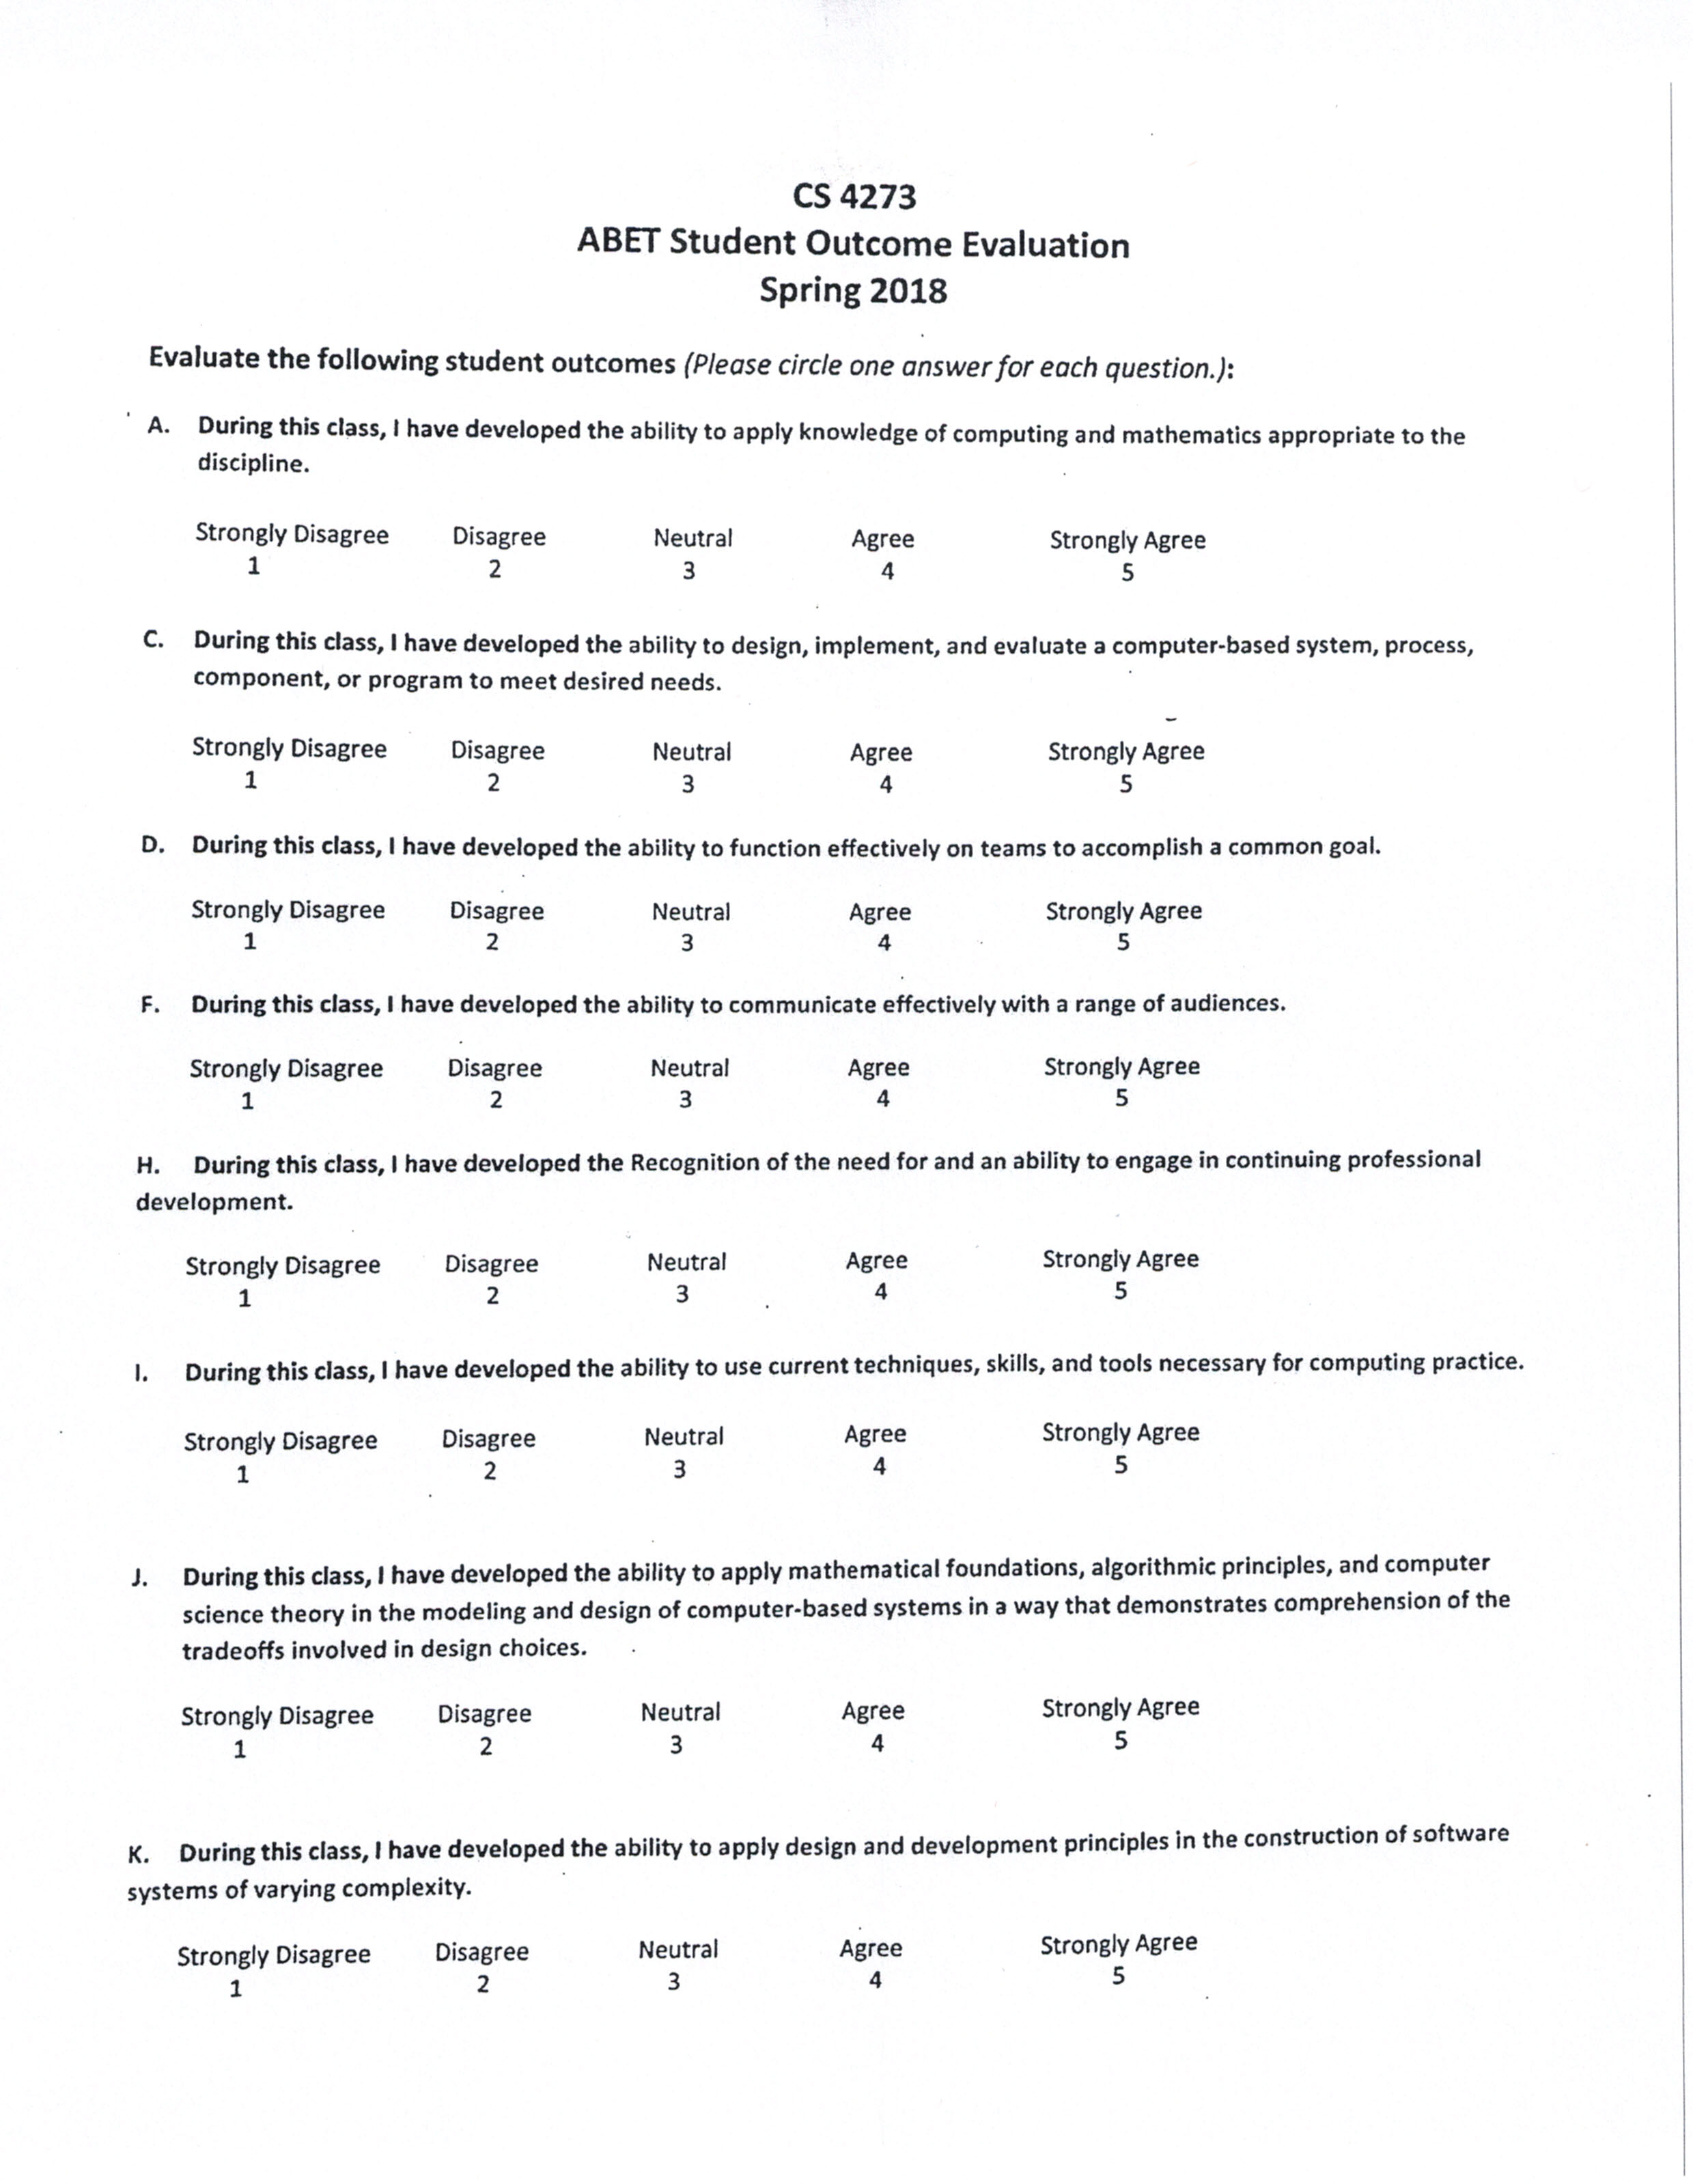 CS 4273
ABET Student Outcome Evaluation
Spring 2018
Evaluate the following student outcomes (Please circle one answer for each question.):
A. During this class, I have developed the ability to apply knowledge of computing and mathematics appropriate to the
discipline.
Strongly Disagree Disagree Neutral Agree Strongly Agree
1 2 3 4 5
C. During this class, I have developed the ability to design, implement, and evaluate a computer-based system, process,
component, or program to meet desired needs.
Strongly Disagree Disagree Neutral Agree Strongly Agree
1 2 3 4 5
D. During this class, I have developed the ability to function effectively on teams to accomplish a common goal.
Strongly Disagree Disagree Neutral Agree Strongly Agree
1 2 3 4 5
F. During this class, I have developed the ability to communicate effectively with a range of audiences.
Strongly Disagree Disagree Neutral Agree Strongly Agree
1 2 3 4 5
H. During this class, I have developed the Recognition of the need for and an ability to engage in continuing professional
development.
Strongly Disagree Disagree Neutral Agree Strongly Agree
1 2 3 4 5
I. During this class, I have developed the ability to use current techniques, skills, and tools necessary for computing practice.
Strongly Disagree Disagree Neutral Agree Strongly Agree
1 2 3 4 5
J. During this class, I have developed the ability to apply mathematical foundations, algorithmic principles, and computer
science theory in the modeling and design of computer-based systems in a way that demonstrates comprehension of the
tradeoffs involved in design choices.
Strongly Disagree Disagree Neutral Agree Strongly Agree
1 2 3 4 5
K. During this class, I have developed the ability to apply design and development principles in the construction of software
systems of varying complexity.
Strongly Disagree Disagree Neutral Agree Strongly Agree
1 2 3 4 5